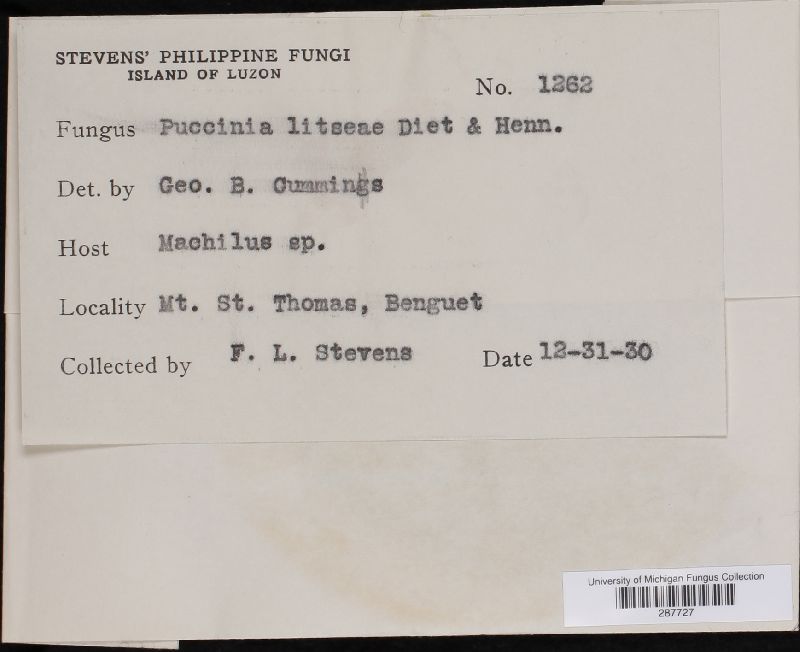 STEVENS' PHILIPPINE FUNGI
ISLAND OF LUZON
No. 1262
Fungus Puccinia litseae Diet & Henn.
Det. by Geo. B. Cummings
Host Machilus sp.
Locality Mt. St. Thomas, Benguet
Collected by F. L. Stevens Date 12-31-30
University of Michigan Fungus Collection
287727